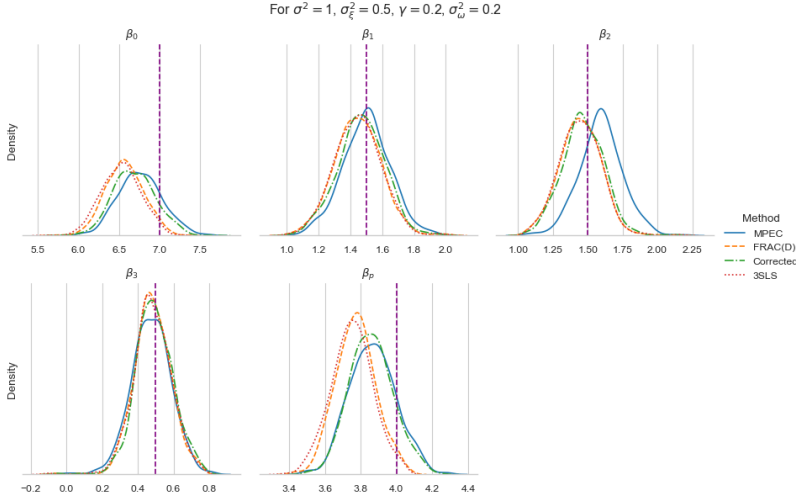 For σ² = 1, σ²_ξ = 0.5, γ = 0.2, σ²_ω = 0.2
β₀
β₁
β₂
Density
5.5 6.0 6.5 7.0 7.5
1.0 1.2 1.4 1.6 1.8 2.0
1.00 1.25 1.50 1.75 2.00 2.25
Method
MPEC
FRAC(D)
Corrected
3SLS
β₃
βₚ
Density
-0.2 0.0 0.2 0.4 0.6 0.8
3.4 3.6 3.8 4.0 4.2 4.4